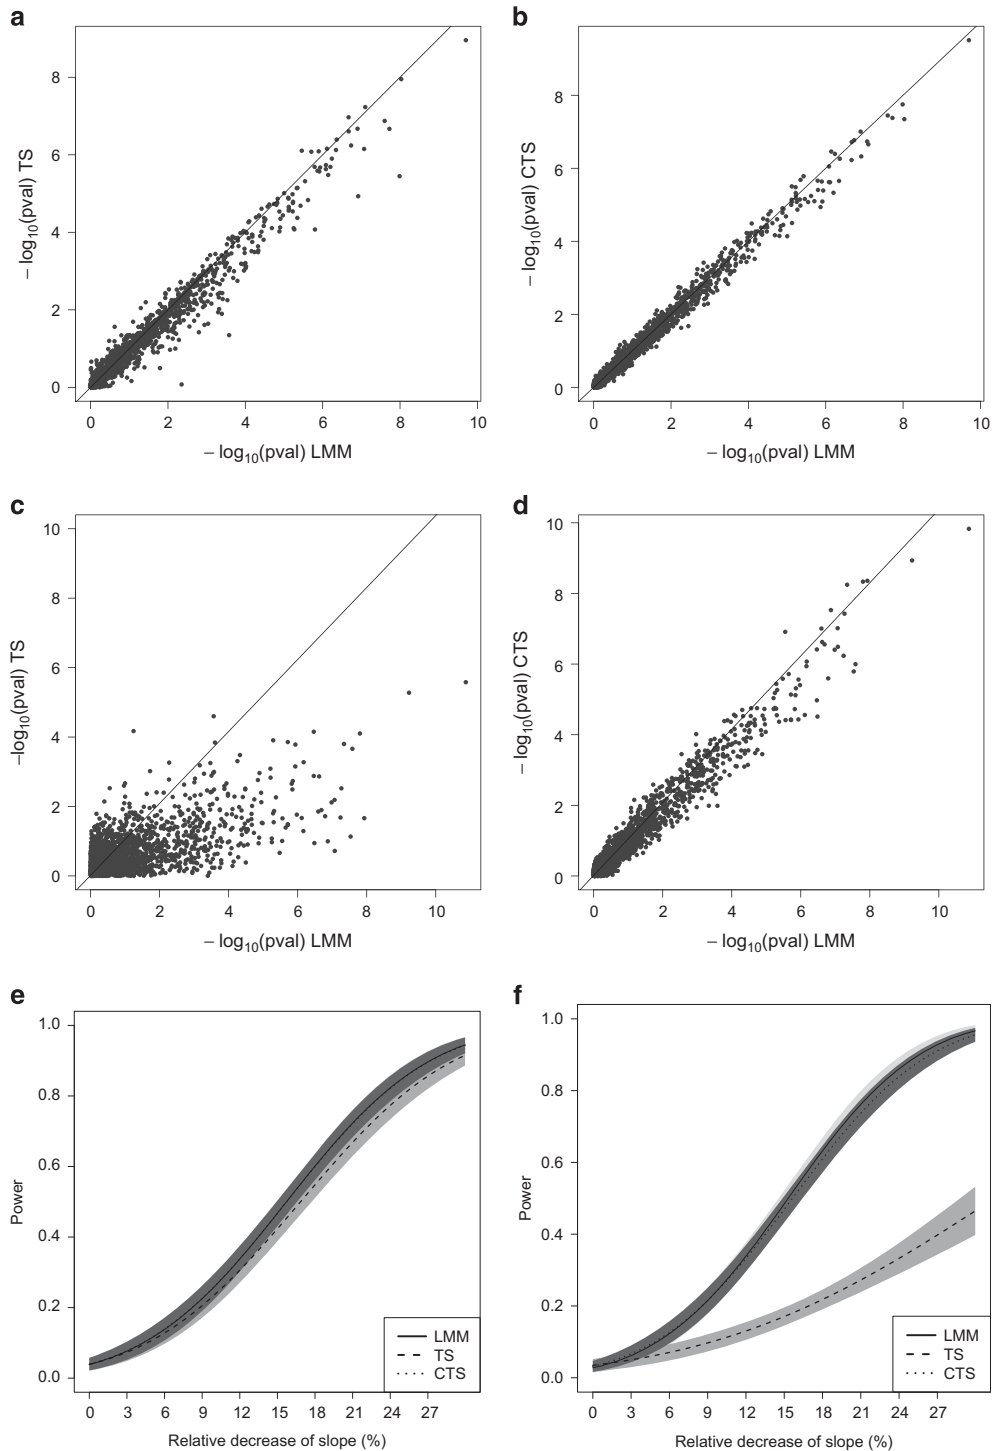 a
8
6
4
2
0
− log10(pval) TS
0 2 4 6 8 10
− log10(pval) LMM
b
8
6
4
2
0
− log10(pval) CTS
0 2 4 6 8 10
− log10(pval) LMM
c
10
8
6
4
2
0
−log10(pval) TS
0 2 4 6 8 10
− log10(pval) LMM
d
10
8
6
4
2
0
− log10(pval) CTS
0 2 4 6 8 10
− log10(pval) LMM
e
1.0
0.8
0.6
0.4
0.2
0.0
Power
LMM
TS
CTS
0 3 6 9 12 15 18 21 24 27
Relative decrease of slope (%)
f
1.0
0.8
0.6
0.4
0.2
0.0
Power
LMM
TS
CTS
0 3 6 9 12 15 18 21 24 27
Relative decrease of slope (%)